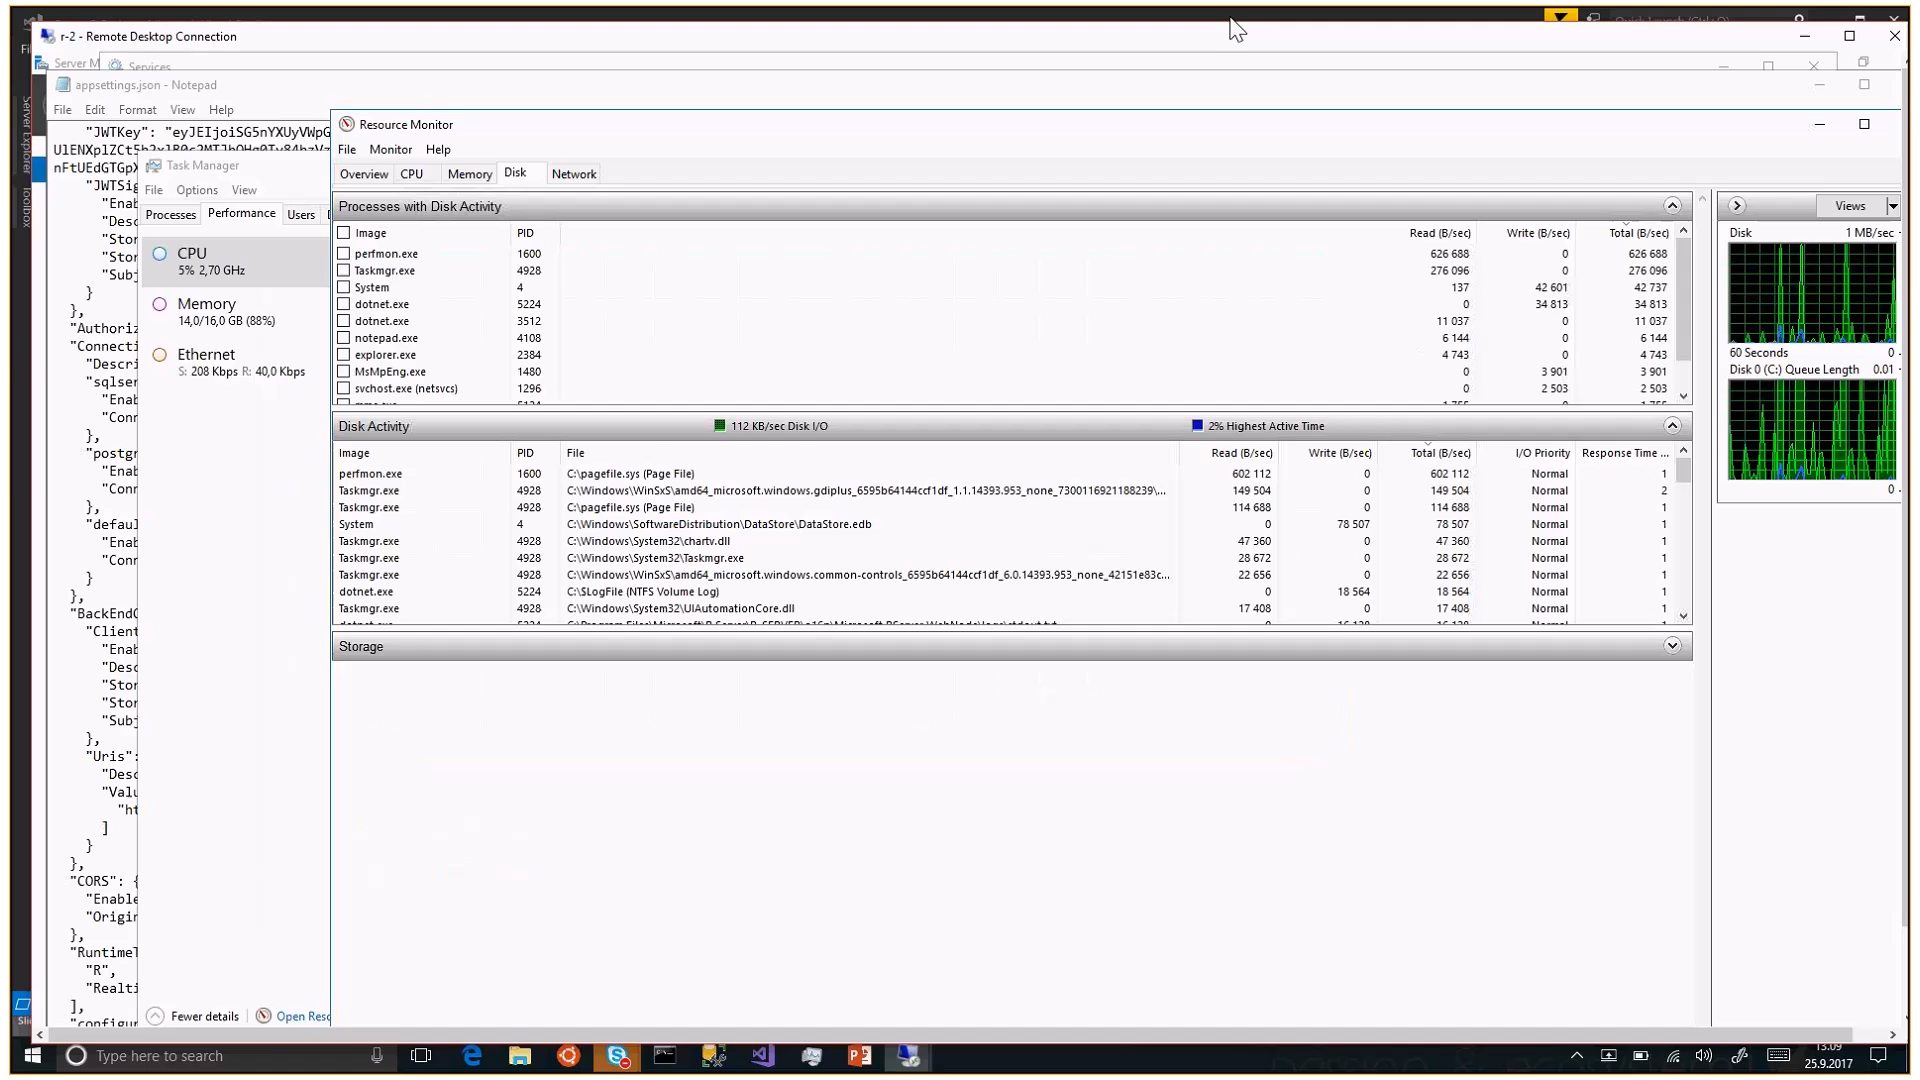 Quick Launch (Ctrl+Q)
r-2 - Remote Desktop Connection
Server M
Services
appsettings.json - Notepad
File Edit Format View Help
"JWTKey": "eyJEIjoiSG5nYXUyVWpG
nFtUEdGTGpX
"JWTSig
"Enab
"Desc
"Stor
"Stor
"Subj
}
},
"Authoriz
"Connecti
"Descri
"sqlserv
"Enab
"Conn
},
"postgr
"Enab
"Conn
},
"defaul
"Enab
"Conn
}
},
"BackEndC
"Client
"Enab
"Desc
"Stor
"Stor
"Subj
},
"Uris":
"Desc
"Valu
"ht
]
}
},
"CORS": {
"Enable
"Origin
},
"RuntimeT
"R",
"Realti
],
"configur
Server Explorer
Toolbox
Task Manager
File Options View
Processes Performance Users
CPU
5% 2,70 GHz
Memory
14,0/16,0 GB (88%)
Ethernet
S: 208 Kbps R: 40,0 Kbps
Fewer details Open Reso
Resource Monitor
File Monitor Help
Overview CPU Memory Disk Network
Processes with Disk Activity
Image PID Read (B/sec) Write (B/sec) Total (B/sec)
perfmon.exe 1600 626 688 0 626 688
Taskmgr.exe 4928 276 096 0 276 096
System 4 137 42 601 42 737
dotnet.exe 5224 0 34 813 34 813
dotnet.exe 3512 11 037 0 11 037
notepad.exe 4108 6 144 0 6 144
explorer.exe 2384 4 743 0 4 743
MsMpEng.exe 1480 0 3 901 3 901
svchost.exe (netsvcs) 1296 0 2 503 2 503
Disk Activity 112 KB/sec Disk I/O 2% Highest Active Time
Image PID File Read (B/sec) Write (B/sec) Total (B/sec) I/O Priority Response Time ...
perfmon.exe 1600 C:\pagefile.sys (Page File) 602 112 0 602 112 Normal 1
Taskmgr.exe 4928 C:\Windows\WinSxS\amd64_microsoft.windows.gdiplus_6595b64144ccf1df_1.1.14393.953_none_7300116921188239\... 149 504 0 149 504 Normal 2
Taskmgr.exe 4928 C:\pagefile.sys (Page File) 114 688 0 114 688 Normal 1
System 4 C:\Windows\SoftwareDistribution\DataStore\DataStore.edb 0 78 507 78 507 Normal 1
Taskmgr.exe 4928 C:\Windows\System32\chartv.dll 47 360 0 47 360 Normal 1
Taskmgr.exe 4928 C:\Windows\System32\Taskmgr.exe 28 672 0 28 672 Normal 1
Taskmgr.exe 4928 C:\Windows\WinSxS\amd64_microsoft.windows.common-controls_6595b64144ccf1df_6.0.14393.953_none_42151e83c... 22 656 0 22 656 Normal 1
dotnet.exe 5224 C:\$LogFile (NTFS Volume Log) 0 18 564 18 564 Normal 1
Taskmgr.exe 4928 C:\Windows\System32\UIAutomationCore.dll 17 408 0 17 408 Normal 1
Storage
Views
Disk 1 MB/sec
60 Seconds 0
Disk 0 (C:) Queue Length 0.01
0
Type here to search
13.09
25.9.2017